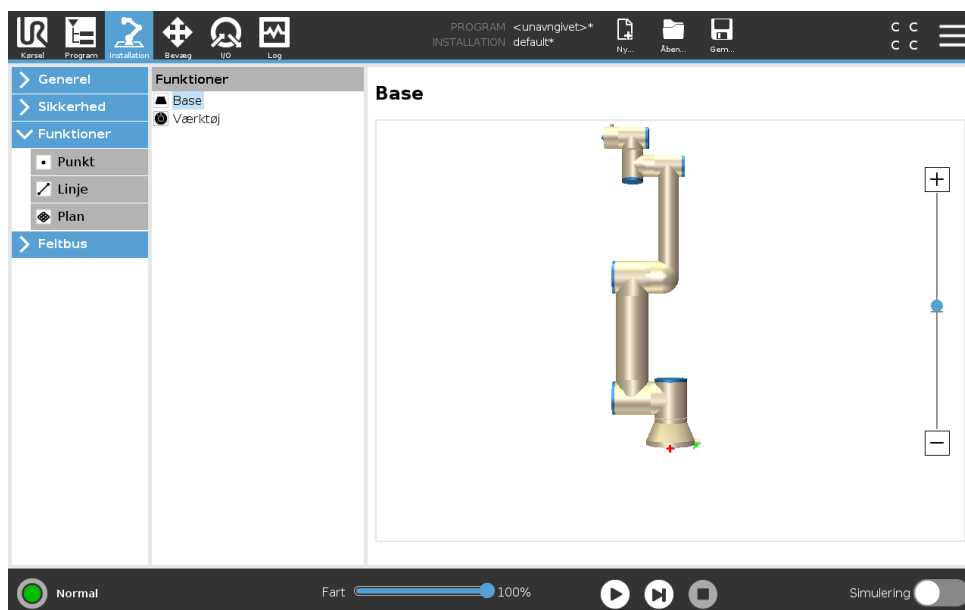 UR
PROGRAM <unavngivet>*
INSTALLATION default*
Kørsel Program Installation Bevæg I/O Log
Ny... Åben... Gem...
C C
C C
Generel
Sikkerhed
Funktioner
Punkt
Linje
Plan
Feltbus
Funktioner
Base
Værktøj
Base
Normal
Fart 100%
Simulering